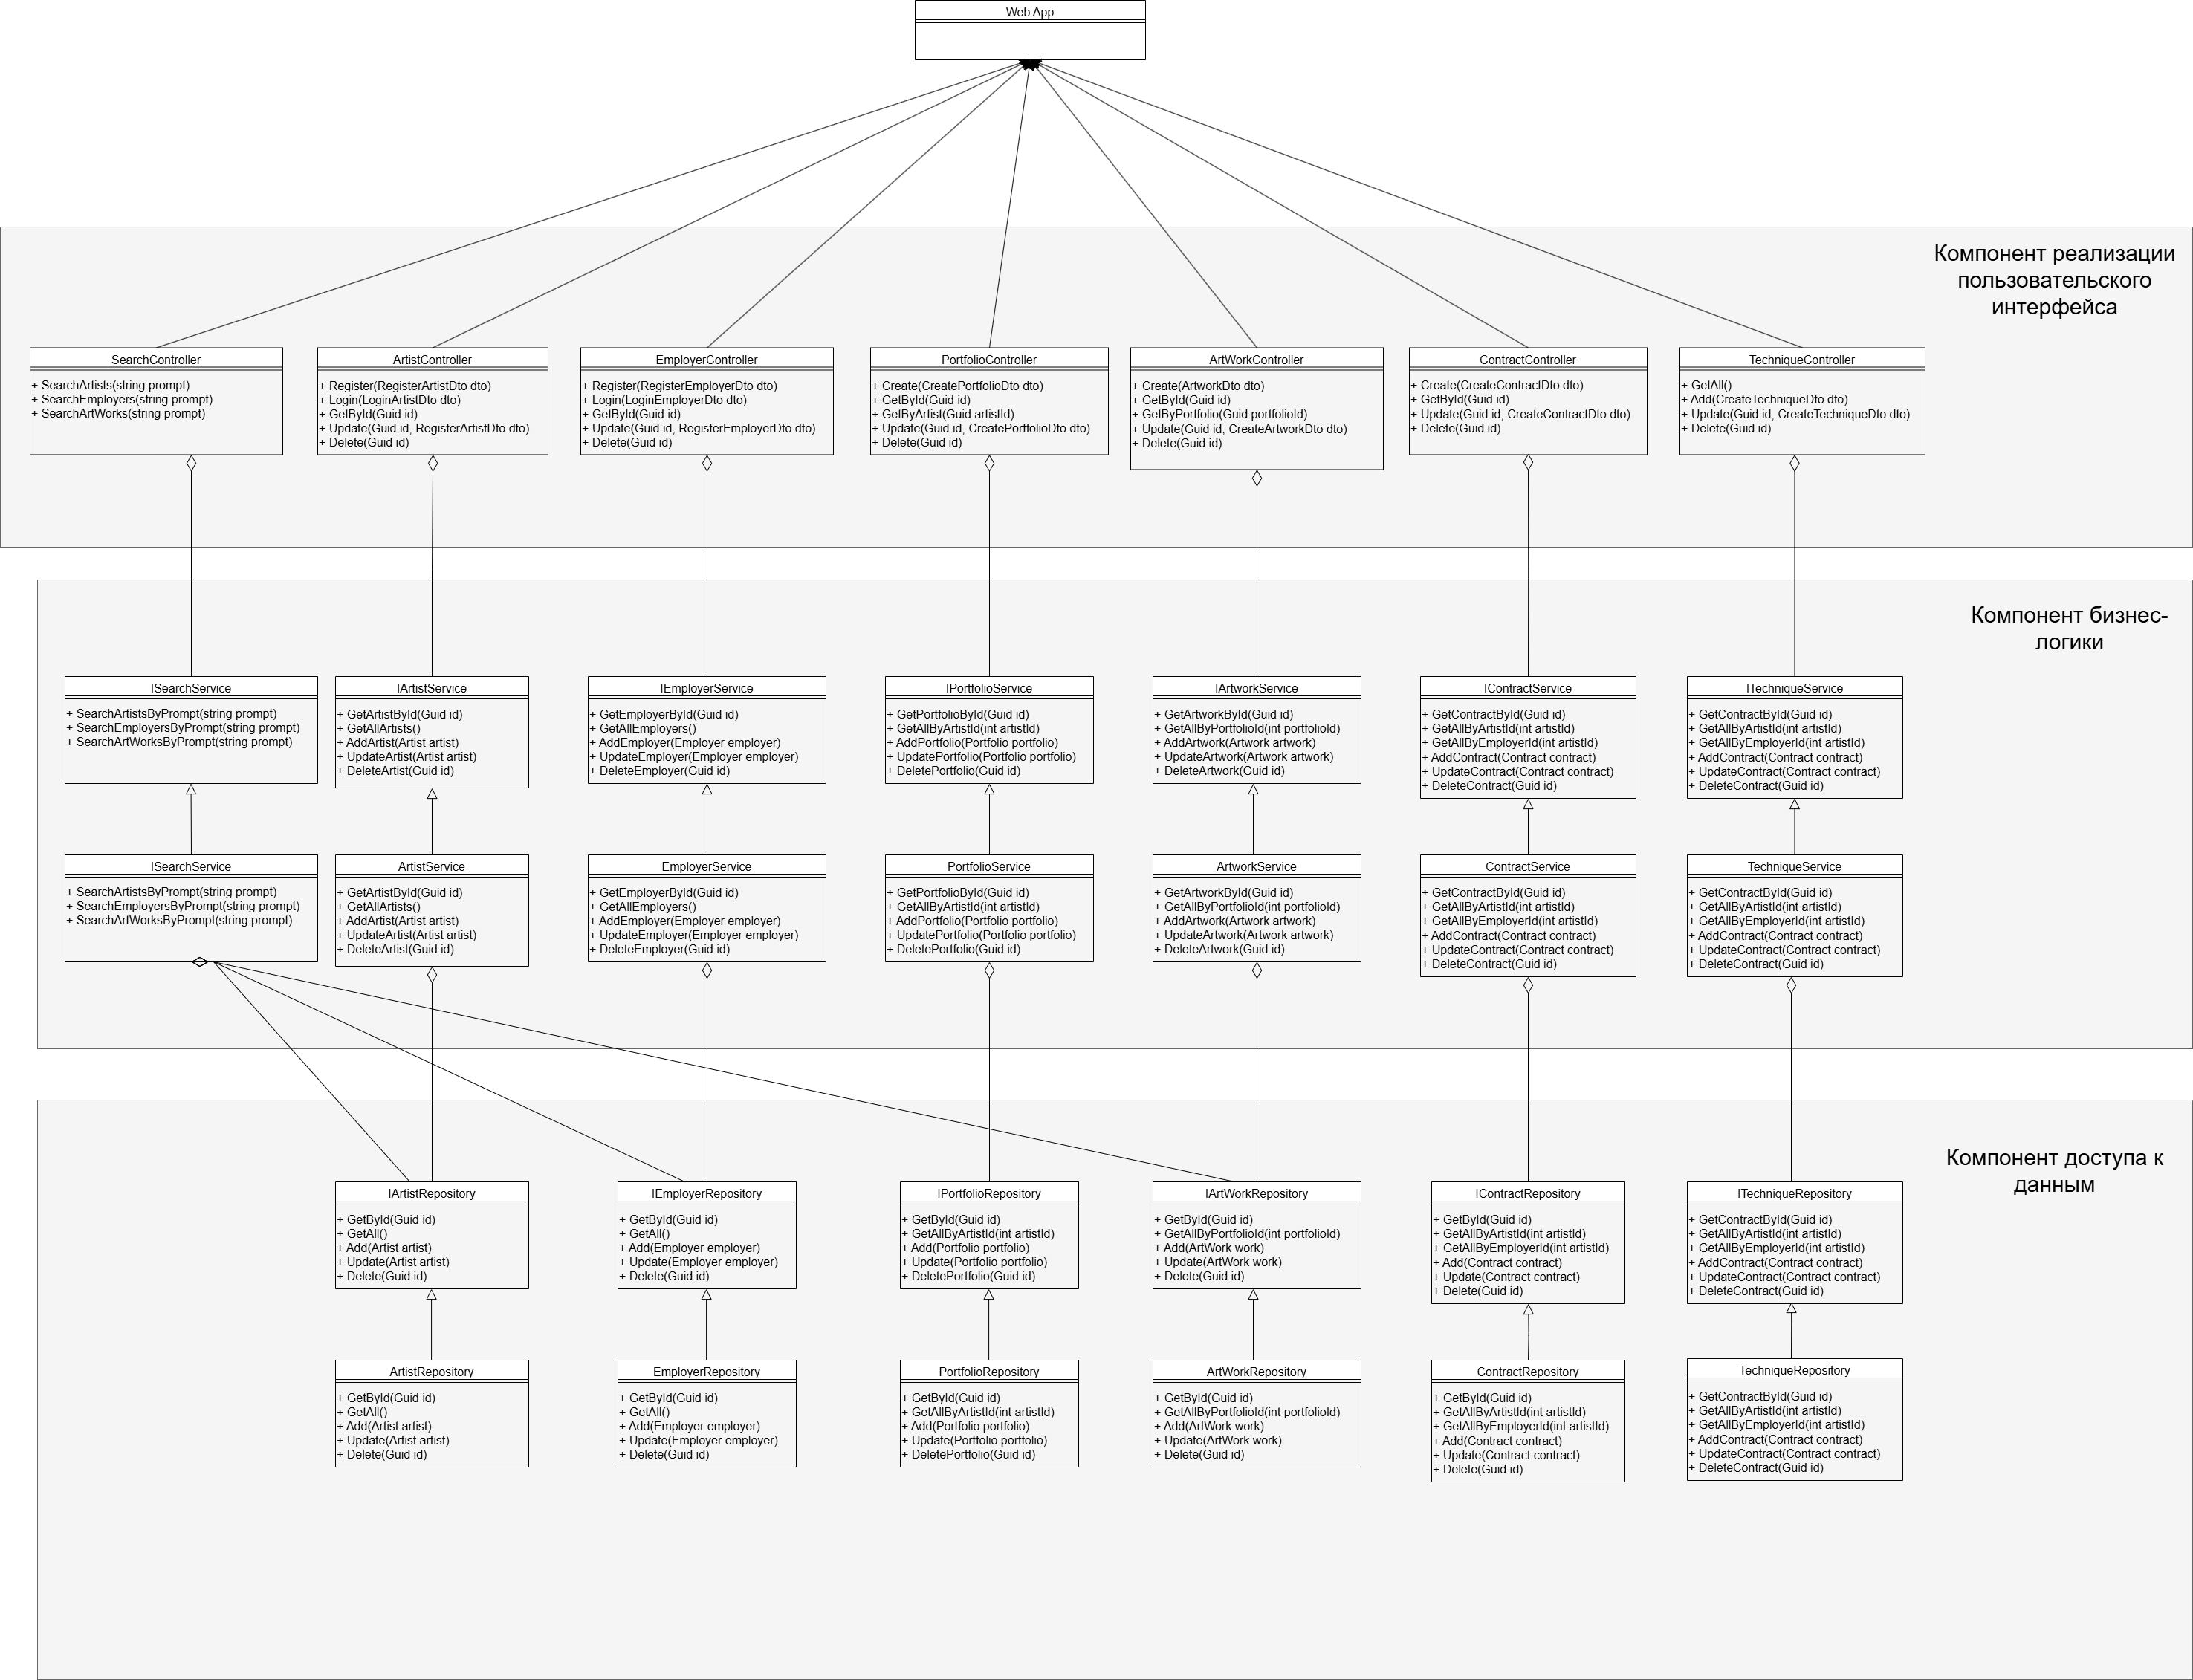 Web App
Компонент реализации
пользовательского
интерфейса
SearchController
+ SearchArtists(string prompt)
+ SearchEmployers(string prompt)
+ SearchArtWorks(string prompt)
ArtistController
+ Register(RegisterArtistDto dto)
+ Login(LoginArtistDto dto)
+ GetById(Guid id)
+ Update(Guid id, RegisterArtistDto dto)
+ Delete(Guid id)
EmployerController
+ Register(RegisterEmployerDto dto)
+ Login(LoginEmployerDto dto)
+ GetById(Guid id)
+ Update(Guid id, RegisterEmployerDto dto)
+ Delete(Guid id)
PortfolioController
+ Create(CreatePortfolioDto dto)
+ GetById(Guid id)
+ GetByArtist(Guid artistId)
+ Update(Guid id, CreatePortfolioDto dto)
+ Delete(Guid id)
ArtWorkController
+ Create(ArtworkDto dto)
+ GetById(Guid id)
+ GetByPortfolio(Guid portfolioId)
+ Update(Guid id, CreateArtworkDto dto)
+ Delete(Guid id)
ContractController
+ Create(CreateContractDto dto)
+ GetById(Guid id)
+ Update(Guid id, CreateContractDto dto)
+ Delete(Guid id)
TechniqueController
+ GetAll()
+ Add(CreateTechniqueDto dto)
+ Update(Guid id, CreateTechniqueDto dto)
+ Delete(Guid id)
Компонент бизнес-
логики
ISearchService
+ SearchArtistsByPrompt(string prompt)
+ SearchEmployersByPrompt(string prompt)
+ SearchArtWorksByPrompt(string prompt)
IArtistService
+ GetArtistById(Guid id)
+ GetAllArtists()
+ AddArtist(Artist artist)
+ UpdateArtist(Artist artist)
+ DeleteArtist(Guid id)
IEmployerService
+ GetEmployerById(Guid id)
+ GetAllEmployers()
+ AddEmployer(Employer employer)
+ UpdateEmployer(Employer employer)
+ DeleteEmployer(Guid id)
IPortfolioService
+ GetPortfolioById(Guid id)
+ GetAllByArtistId(int artistId)
+ AddPortfolio(Portfolio portfolio)
+ UpdatePortfolio(Portfolio portfolio)
+ DeletePortfolio(Guid id)
IArtworkService
+ GetArtworkById(Guid id)
+ GetAllByPortfolioId(int portfolioId)
+ AddArtwork(Artwork artwork)
+ UpdateArtwork(Artwork artwork)
+ DeleteArtwork(Guid id)
IContractService
+ GetContractById(Guid id)
+ GetAllByArtistId(int artistId)
+ GetAllByEmployerId(int artistId)
+ AddContract(Contract contract)
+ UpdateContract(Contract contract)
+ DeleteContract(Guid id)
ITechniqueService
+ GetContractById(Guid id)
+ GetAllByArtistId(int artistId)
+ GetAllByEmployerId(int artistId)
+ AddContract(Contract contract)
+ UpdateContract(Contract contract)
+ DeleteContract(Guid id)
ISearchService
+ SearchArtistsByPrompt(string prompt)
+ SearchEmployersByPrompt(string prompt)
+ SearchArtWorksByPrompt(string prompt)
ArtistService
+ GetArtistById(Guid id)
+ GetAllArtists()
+ AddArtist(Artist artist)
+ UpdateArtist(Artist artist)
+ DeleteArtist(Guid id)
EmployerService
+ GetEmployerById(Guid id)
+ GetAllEmployers()
+ AddEmployer(Employer employer)
+ UpdateEmployer(Employer employer)
+ DeleteEmployer(Guid id)
PortfolioService
+ GetPortfolioById(Guid id)
+ GetAllByArtistId(int artistId)
+ AddPortfolio(Portfolio portfolio)
+ UpdatePortfolio(Portfolio portfolio)
+ DeletePortfolio(Guid id)
ArtworkService
+ GetArtworkById(Guid id)
+ GetAllByPortfolioId(int portfolioId)
+ AddArtwork(Artwork artwork)
+ UpdateArtwork(Artwork artwork)
+ DeleteArtwork(Guid id)
ContractService
+ GetContractById(Guid id)
+ GetAllByArtistId(int artistId)
+ GetAllByEmployerId(int artistId)
+ AddContract(Contract contract)
+ UpdateContract(Contract contract)
+ DeleteContract(Guid id)
TechniqueService
+ GetContractById(Guid id)
+ GetAllByArtistId(int artistId)
+ GetAllByEmployerId(int artistId)
+ AddContract(Contract contract)
+ UpdateContract(Contract contract)
+ DeleteContract(Guid id)
Компонент доступа к
данным
IArtistRepository
+ GetById(Guid id)
+ GetAll()
+ Add(Artist artist)
+ Update(Artist artist)
+ Delete(Guid id)
IEmployerRepository
+ GetById(Guid id)
+ GetAll()
+ Add(Employer employer)
+ Update(Employer employer)
+ Delete(Guid id)
IPortfolioRepository
+ GetById(Guid id)
+ GetAllByArtistId(int artistId)
+ Add(Portfolio portfolio)
+ Update(Portfolio portfolio)
+ DeletePortfolio(Guid id)
IArtWorkRepository
+ GetById(Guid id)
+ GetAllByPortfolioId(int portfolioId)
+ Add(ArtWork work)
+ Update(ArtWork work)
+ Delete(Guid id)
IContractRepository
+ GetById(Guid id)
+ GetAllByArtistId(int artistId)
+ GetAllByEmployerId(int artistId)
+ Add(Contract contract)
+ Update(Contract contract)
+ Delete(Guid id)
ITechniqueRepository
+ GetContractById(Guid id)
+ GetAllByArtistId(int artistId)
+ GetAllByEmployerId(int artistId)
+ AddContract(Contract contract)
+ UpdateContract(Contract contract)
+ DeleteContract(Guid id)
ArtistRepository
+ GetById(Guid id)
+ GetAll()
+ Add(Artist artist)
+ Update(Artist artist)
+ Delete(Guid id)
EmployerRepository
+ GetById(Guid id)
+ GetAll()
+ Add(Employer employer)
+ Update(Employer employer)
+ Delete(Guid id)
PortfolioRepository
+ GetById(Guid id)
+ GetAllByArtistId(int artistId)
+ Add(Portfolio portfolio)
+ Update(Portfolio portfolio)
+ DeletePortfolio(Guid id)
ArtWorkRepository
+ GetById(Guid id)
+ GetAllByPortfolioId(int portfolioId)
+ Add(ArtWork work)
+ Update(ArtWork work)
+ Delete(Guid id)
ContractRepository
+ GetById(Guid id)
+ GetAllByArtistId(int artistId)
+ GetAllByEmployerId(int artistId)
+ Add(Contract contract)
+ Update(Contract contract)
+ Delete(Guid id)
TechniqueRepository
+ GetContractById(Guid id)
+ GetAllByArtistId(int artistId)
+ GetAllByEmployerId(int artistId)
+ AddContract(Contract contract)
+ UpdateContract(Contract contract)
+ DeleteContract(Guid id)